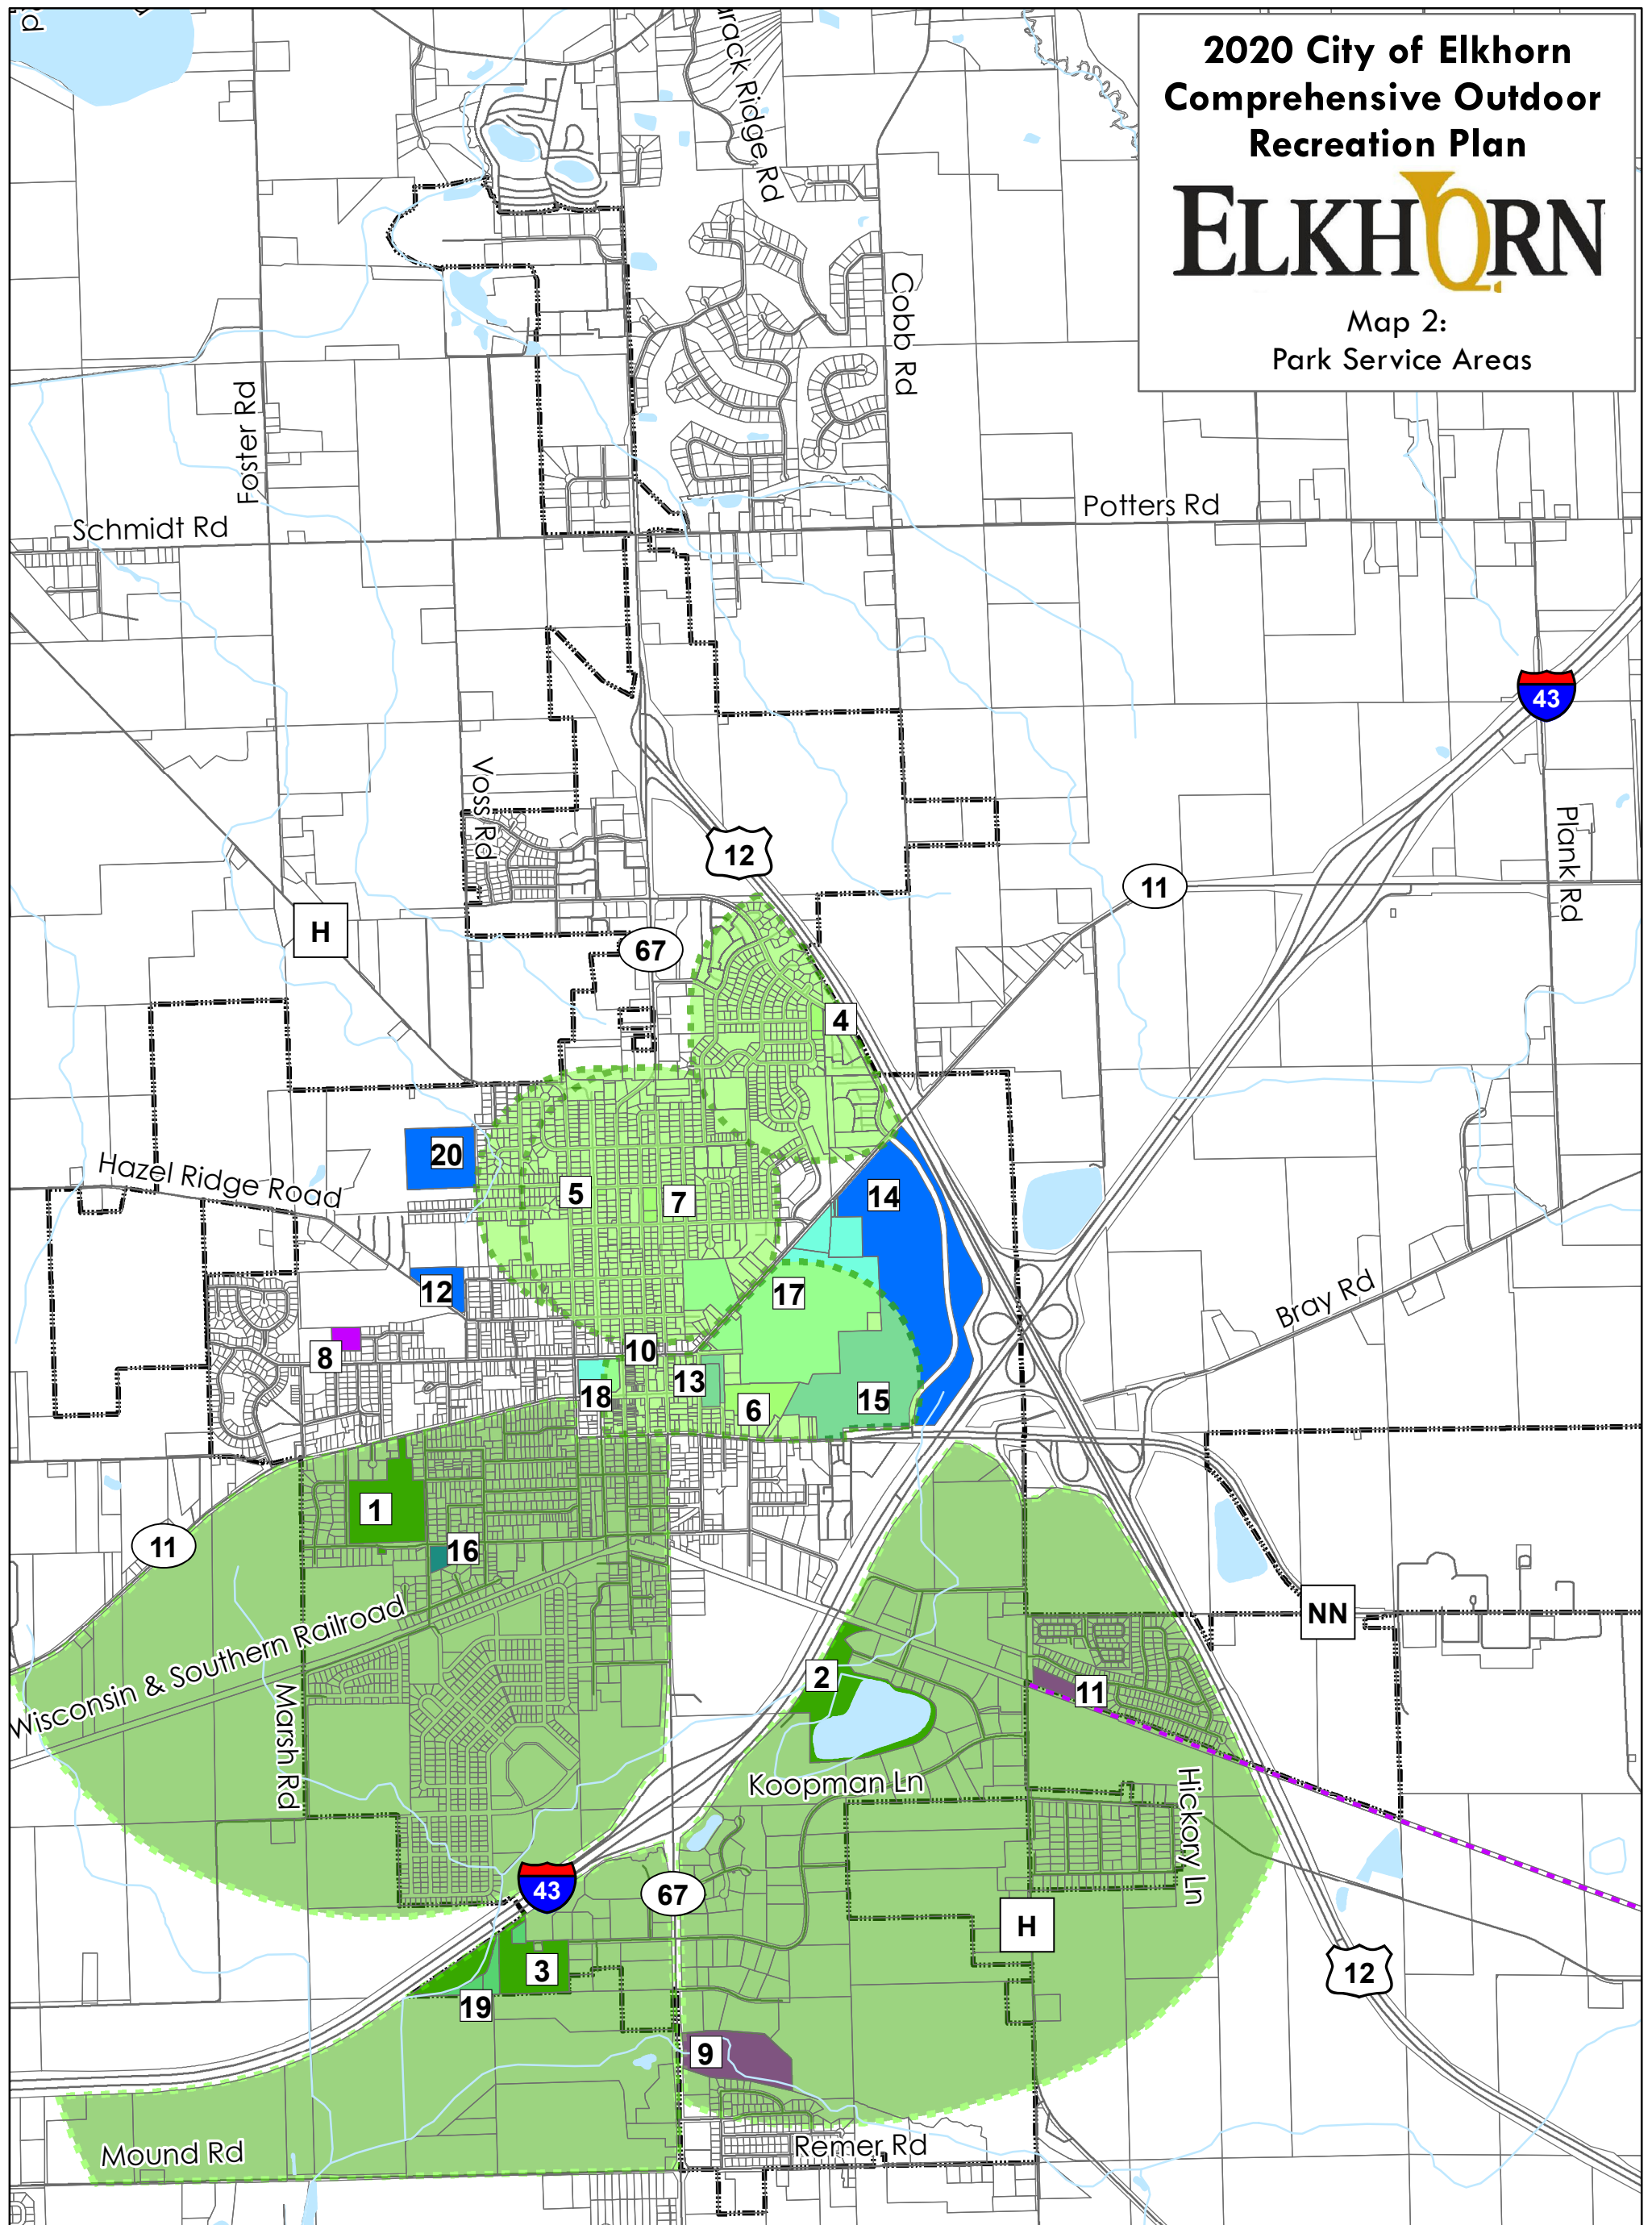 2020 City of Elkhorn
Comprehensive Outdoor
Recreation Plan
ELKHORN
Map 2:
Park Service Areas
Ridge Rd
Cobb Rd
Foster Rd
Schmidt Rd
Potters Rd
43
Voss Rd
12
Plank Rd
11
H
67
4
20
Hazel Ridge Road
5
7
14
12
17
Bray Rd
8
10
18
13
6
15
1
11
16
NN
Wisconsin & Southern Railroad
2
11
Marsh Rd
Koopman Ln
Hickory Ln
43
67
H
3
12
19
9
Mound Rd
Remer Rd